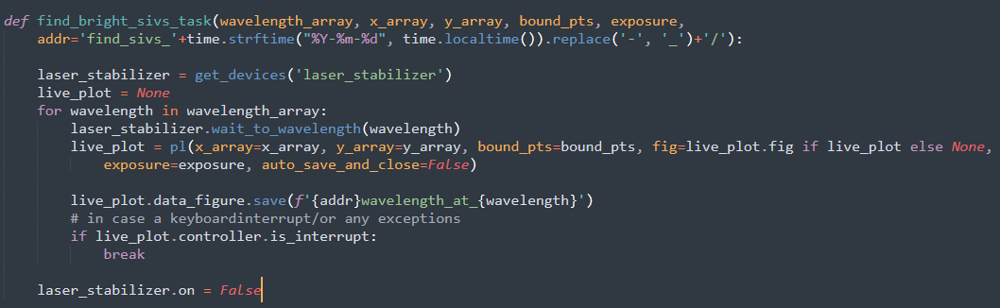 def find_bright_sivs_task(wavelength_array, x_array, y_array, bound_pts, exposure,
    addr='find_sivs_'+time.strftime("%Y-%m-%d", time.localtime()).replace('-', '_')+'/'):
    laser_stabilizer = get_devices('laser_stabilizer')
    live_plot = None
    for wavelength in wavelength_array:
        laser_stabilizer.wait_to_wavelength(wavelength)
        live_plot = pl(x_array=x_array, y_array=y_array, bound_pts=bound_pts, fig=live_plot.fig if live_plot else None,
            exposure=exposure, auto_save_and_close=False)
        live_plot.data_figure.save(f'{addr}wavelength_at_{wavelength}')
        # in case a keyboardinterrupt/or any exceptions
        if live_plot.controller.is_interrupt:
            break
    laser_stabilizer.on = False